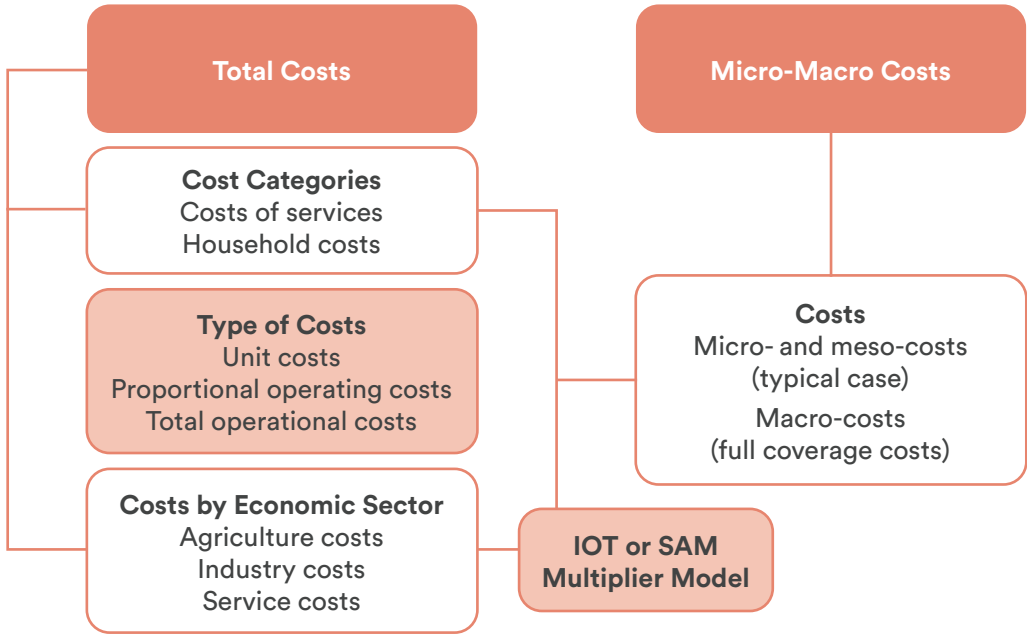 Total Costs
Micro-Macro Costs
Cost Categories
Costs of services
Household costs
Type of Costs
Unit costs
Proportional operating costs
Total operational costs
Costs
Micro- and meso-costs
(typical case)
Macro-costs
(full coverage costs)
Costs by Economic Sector
Agriculture costs
Industry costs
Service costs
IOT or SAM
Multiplier Model